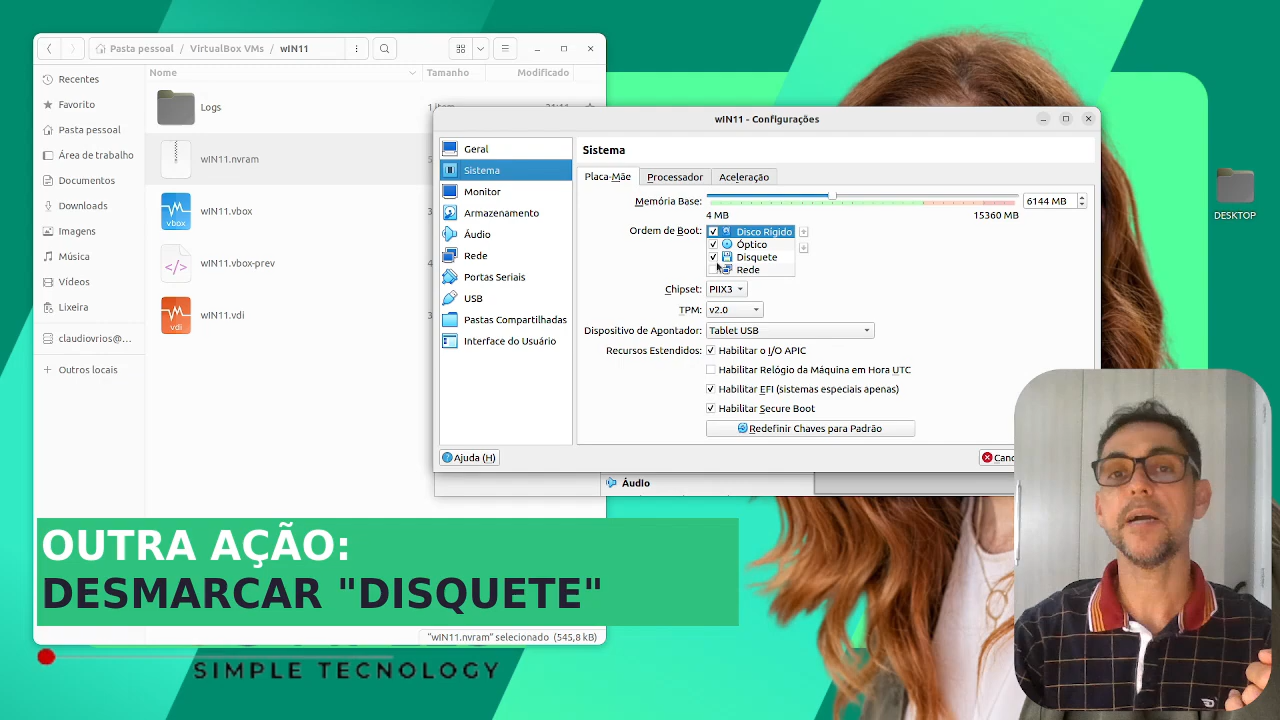 Pasta pessoal / VirtualBox VMs / wIN11
Recentes
Favorito
Pasta pessoal
Área de trabalho
Documentos
Downloads
Imagens
Música
Vídeos
Lixeira
claudiovrios@...
Outros locais
Nome Tamanho Modificado
Logs
wIN11.nvram
wIN11.vbox
wIN11.vbox-prev
wIN11.vdi
vbox
vdi
"wIN11.nvram" selecionado (545,8 kB)
wIN11 - Configurações
Geral
Sistema
Monitor
Armazenamento
Áudio
Rede
Portas Seriais
USB
Pastas Compartilhadas
Interface do Usuário
Sistema
Placa-Mãe Processador Aceleração
Memória Base: 6144 MB
4 MB 15360 MB
Ordem de Boot: Disco Rígido
Óptico
Disquete
Rede
Chipset: PIIX3
TPM: v2.0
Dispositivo de Apontador: Tablet USB
Recursos Estendidos: Habilitar o I/O APIC
Habilitar Relógio da Máquina em Hora UTC
Habilitar EFI (sistemas especiais apenas)
Habilitar Secure Boot
Redefinir Chaves para Padrão
Ajuda (H)
Canc
Áudio
DESKTOP
OUTRA AÇÃO:
DESMARCAR "DISQUETE"
SIMPLE TECNOLOGY